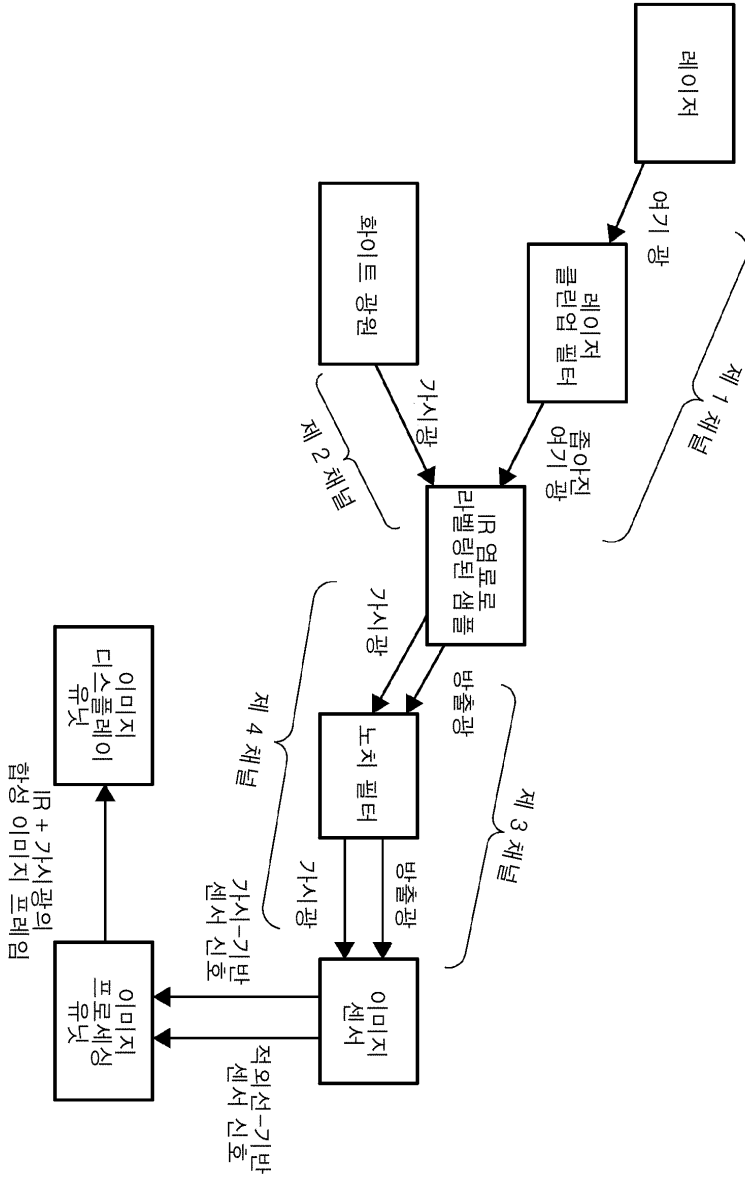 레이저
여기 광
레이저
클린업 필터
제 1 채널
좁아진
여기 광
화이트 광원
가시광
제 2 채널
IR 염료로
라벨링된 샘플
방출광
가시광
제 3 채널
제 4 채널
노치 필터
방출광
가시광
이미지
센서
가시-기반
센서 신호
적외선-기반
센서 신호
이미지
프로세싱
유닛
IR + 가시광의
합성 이미지 프레임
이미지
디스플레이
유닛